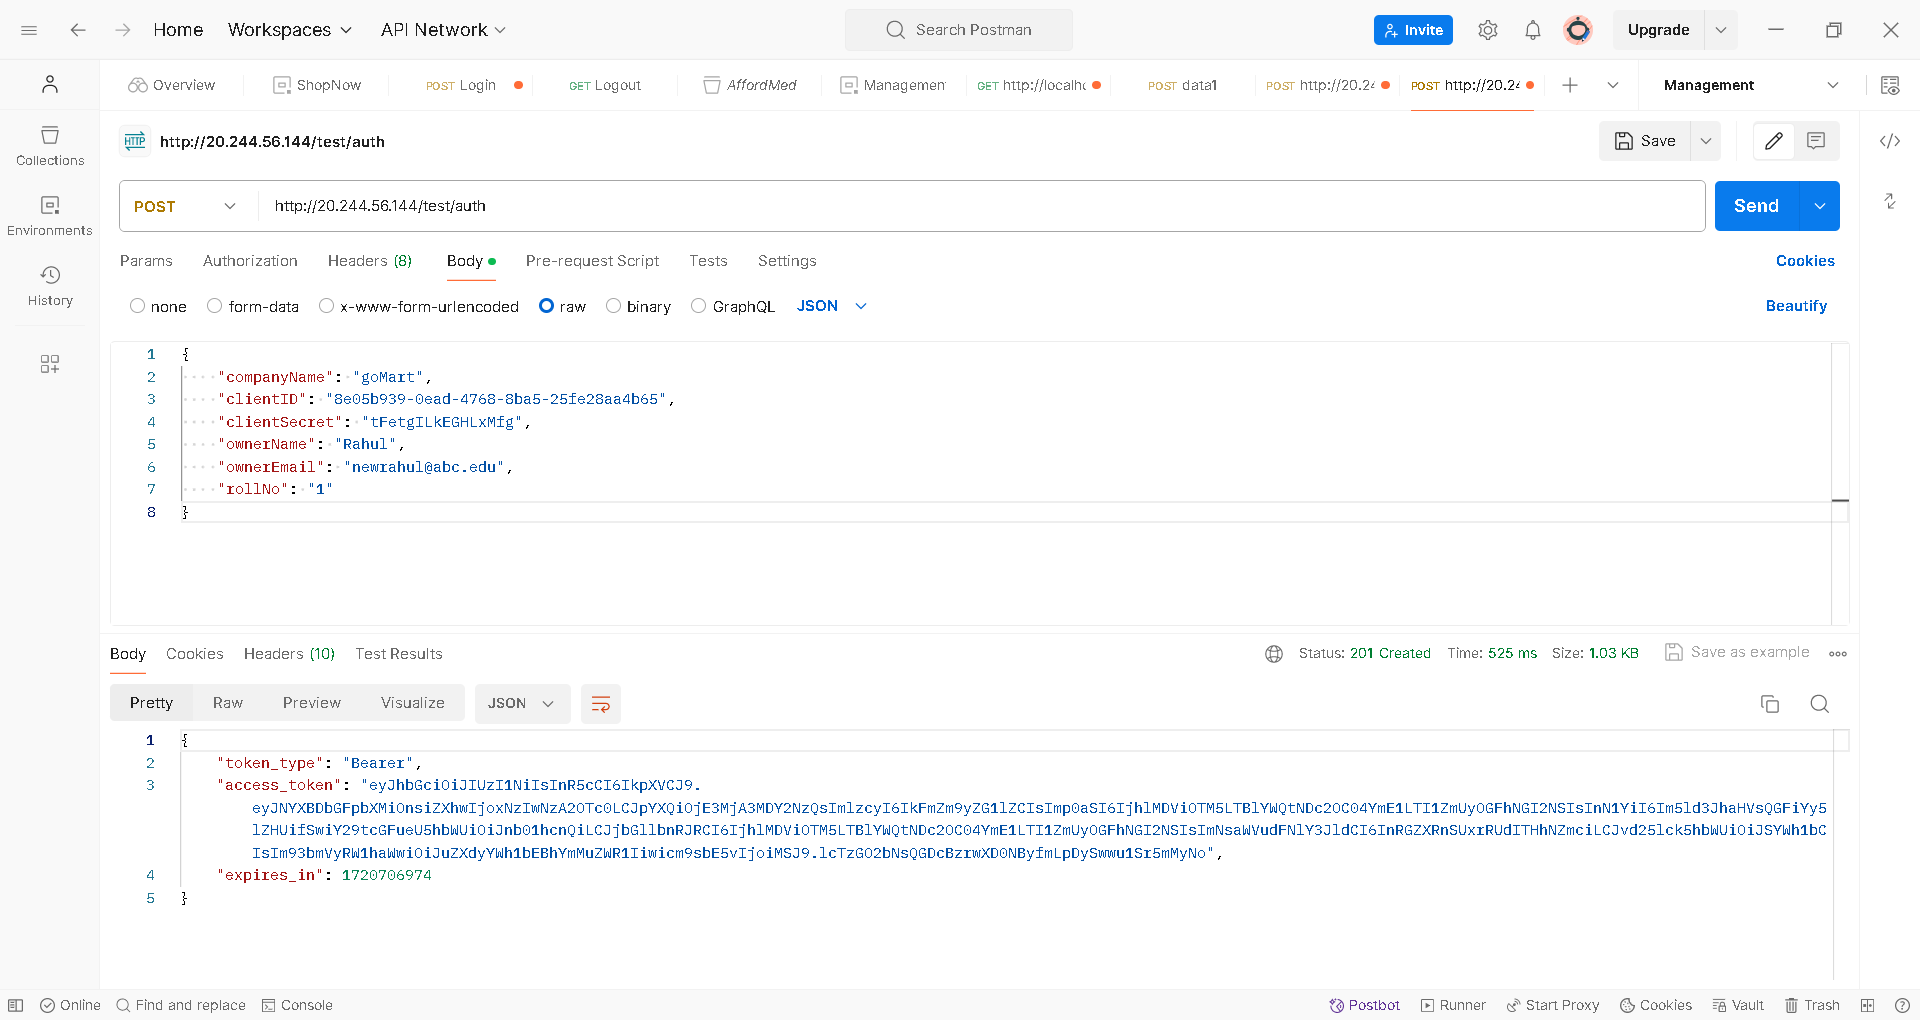 Home Workspaces API Network Search Postman Invite Upgrade
Overview ShopNow POST Login GET Logout AffordMed Management GET http://localhc POST data1 POST http://20.24 POST http://20.24 Management
HTTP http://20.244.56.144/test/auth Save
Collections
Environments
History
POST http://20.244.56.144/test/auth Send
Params Authorization Headers (8) Body Pre-request Script Tests Settings Cookies
none form-data x-www-form-urlencoded raw binary GraphQL JSON Beautify
1 {
2 "companyName": "goMart",
3 "clientID": "8e05b939-0ead-4768-8ba5-25fe28aa4b65",
4 "clientSecret": "tFetgILkEGHLxMfg",
5 "ownerName": "Rahul",
6 "ownerEmail": "newrahul@abc.edu",
7 "rollNo": "1"
8 }
Body Cookies Headers (10) Test Results Status: 201 Created Time: 525 ms Size: 1.03 KB Save as example
Pretty Raw Preview Visualize JSON
1 {
2 "token_type": "Bearer",
3 "access_token": "eyJhbGciOiJIUzI1NiIsInR5cCI6IkpXVCJ9.
eyJNYXBDbGFpbXMiOnsiZXhwIjoxNzIwNzA2OTc0LCJpYXQiOjE3MjA3MDY2NzQsImlzcyI6IkFmZm9yZG1lZCIsImp0aSI6IjhlMDViOTM5LTBlYWQtNDc2OC04YmE1LTI1ZmUyOGFhNGI2NSIsInN1YiI6Im5ld3JhaHVsQGFiYy5
lZHUifSwiY29tcGFueU5hbWUiOiJnb01hcnQiLCJjbGllbnRJRCI6IjhlMDViOTM5LTBlYWQtNDc2OC04YmE1LTI1ZmUyOGFhNGI2NSIsImNsaWVudFNlY3JldCI6InRGZXRnSUxrRUdITHhNZmciLCJvd25lck5hbWUiOiJSYWh1bC
IsIm93bmVyRW1haWwiOiJuZXdyYWh1bEBhYmMuZWR1Iiwicm9sbE5vIjoiMSJ9.lcTzGO2bNsQGDcBzrwXD0NByfmLpDySwwu1Sr5mMyNo",
4 "expires_in": 1720706974
5 }
Online Find and replace Console Postbot Runner Start Proxy Cookies Vault Trash